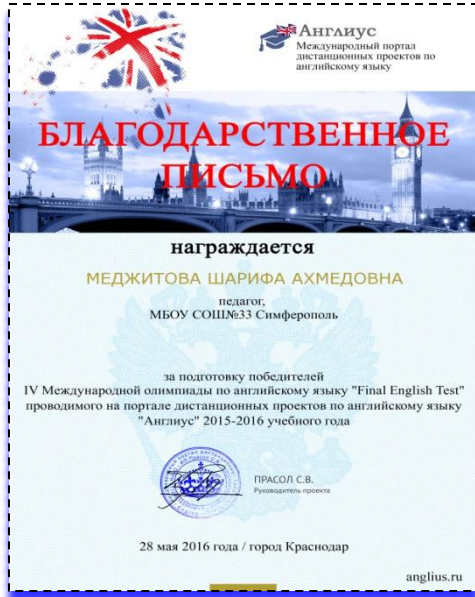 Англиус
Международный портал
дистанционных проектов по
английскому языку
БЛАГОДАРСТВЕННОЕ
ПИСЬМО
награждается
МЕДЖИТОВА ШАРИФА АХМЕДОВНА
педагог,
МБОУ СОШ№33 Симферополь
за подготовку победителей
IV Международной олимпиады по английскому языку "Final English Test"
проводимого на портале дистанционных проектов по английскому языку
"Англиус" 2015-2016 учебного года
ПРАСОЛ С.В.
Руководитель проекта
28 мая 2016 года / город Краснодар
anglius.ru